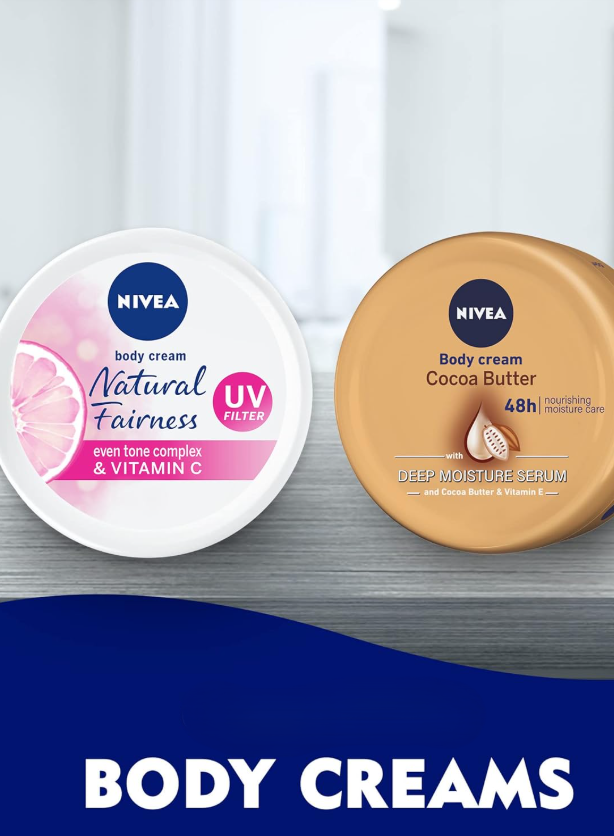 NIVEA
body cream
Natural
Fairness
UV
FILTER
even tone complex
& VITAMIN C
NIVEA
Body cream
Cocoa Butter
48h nourishing
moisture care
with
DEEP MOISTURE SERUM
and Cocoa Butter & Vitamin E
BODY CREAMS